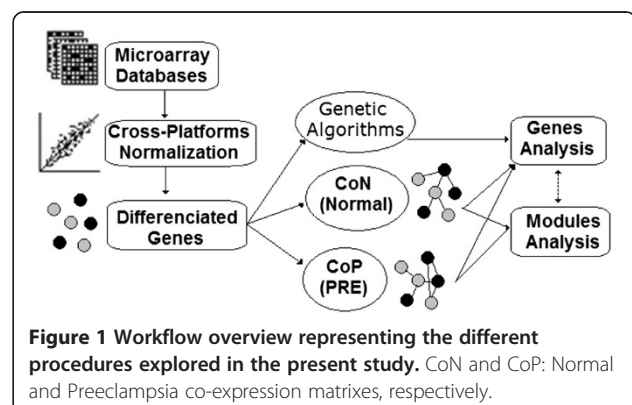 Microarray
Databases
Cross-Platforms
Normalization
Differenciated
Genes
Genetic
Algorithms
CoN
(Normal)
CoP
(PRE)
Genes
Analysis
Modules
Analysis
Figure 1 Workflow overview representing the different
procedures explored in the present study. CoN and CoP: Normal
and Preeclampsia co-expression matrixes, respectively.